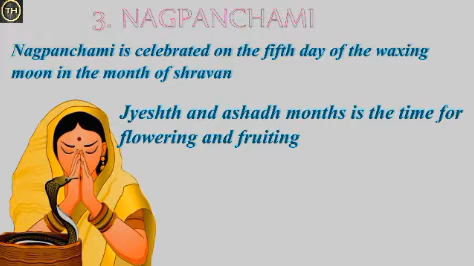 TH
3. NAGPANCHAMI
Nagpanchami is celebrated on the fifth day of the waxing
moon in the month of shravan
Jyeshth and ashadh months is the time for
flowering and fruiting